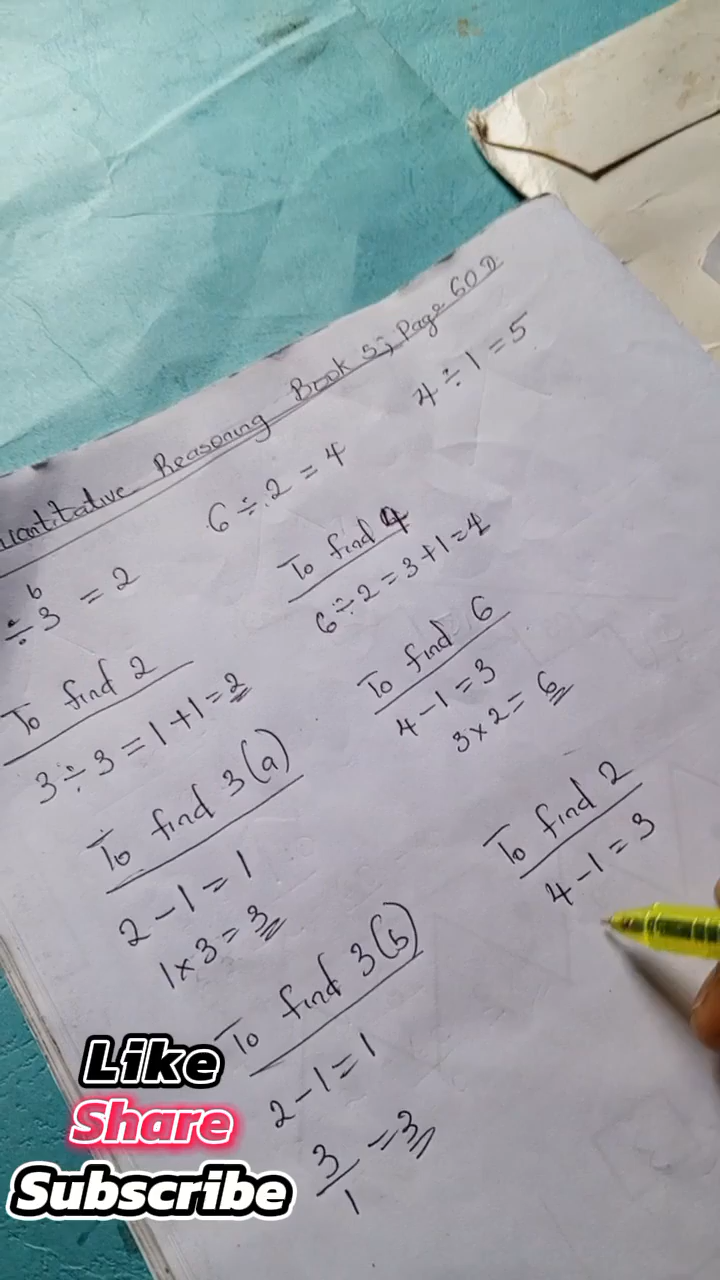 uantitative Reasoning Book 5; Page 60 D
÷ 3 = 2
b
6 ÷ 2 = 4
4 ÷ 1 = 5
To find 2
3 ÷ 3 = 1 + 1 = 2
To find 3(a)
2 - 1 = 1
1 × 3 = 3
To find 3(b)
2 - 1 = 1
3/1 = 3
To find 4
6 ÷ 2 = 3 + 1 = 4
To find 6
4 - 1 = 3
3 × 2 = 6
To find 2
4 - 1 = 3
Like
Share
Subscribe